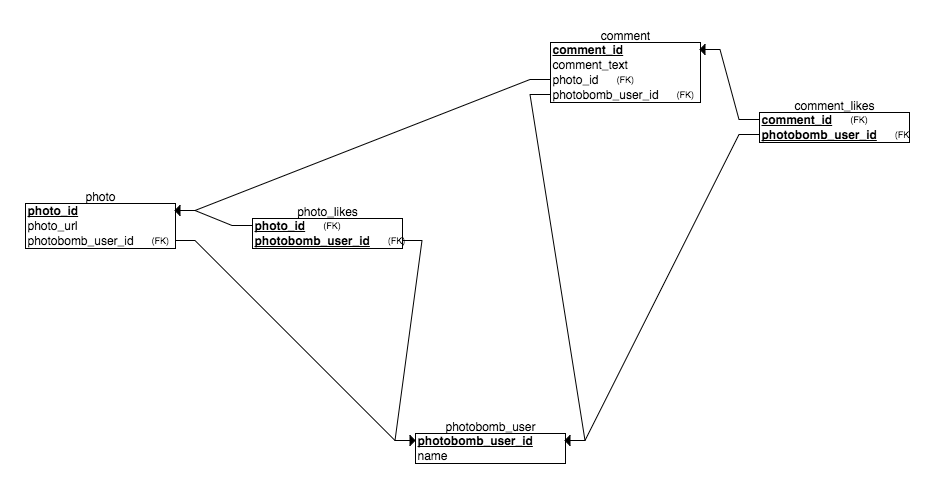 comment
comment_id
comment_text
photo_id (FK)
photobomb_user_id (FK)
comment_likes
comment_id (FK)
photobomb_user_id (FK
photo
photo_id
photo_url
photobomb_user_id (FK)
photo_likes
photo_id (FK)
photobomb_user_id (FK
photobomb_user
photobomb_user_id
name